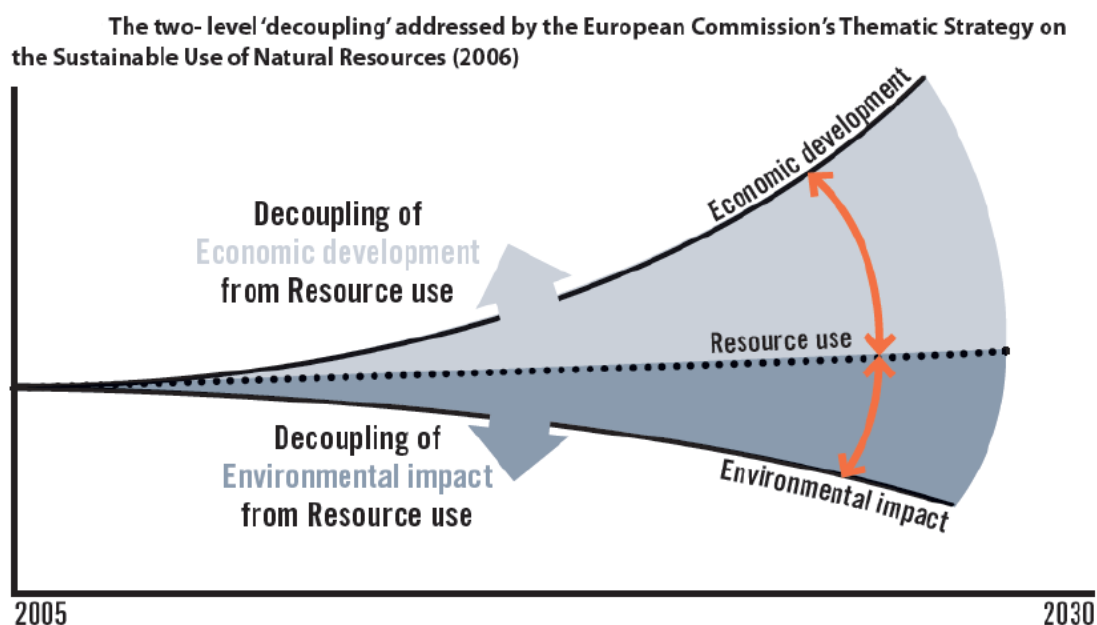 The two- level ‘decoupling’ addressed by the European Commission’s Thematic Strategy on
the Sustainable Use of Natural Resources (2006)
Economic development
Decoupling of
Economic development
from Resource use
Resource use
Decoupling of
Environmental impact
from Resource use
Environmental impact
2005
2030